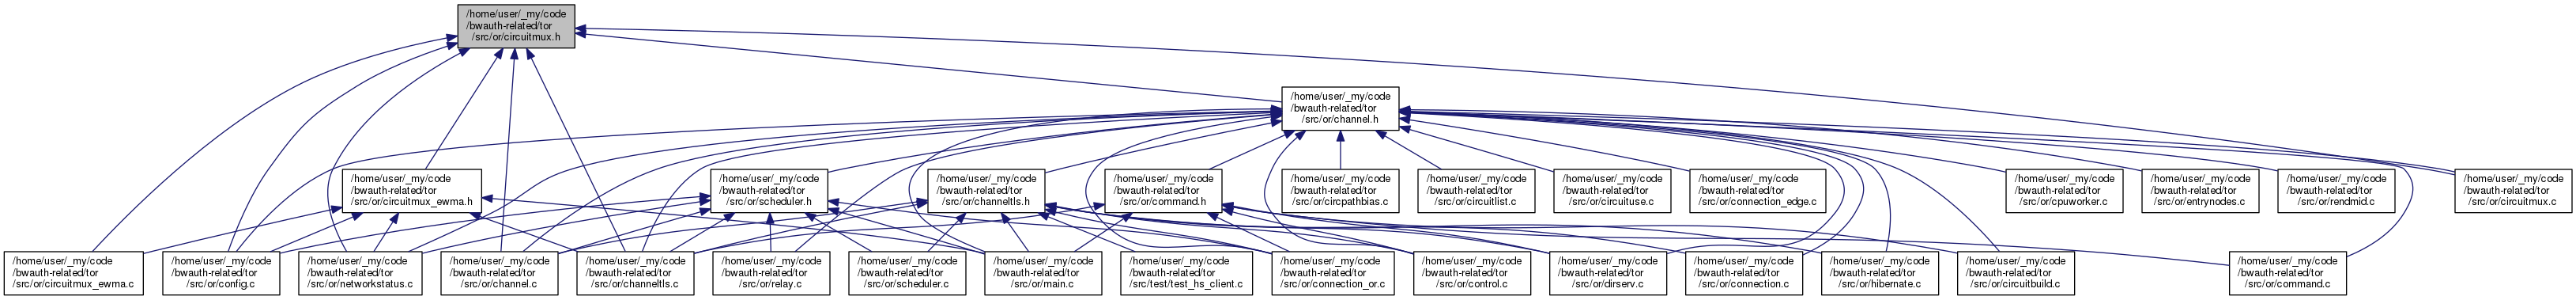 /home/user/_my/code
/bwauth-related/tor
/src/or/circuitmux.h
/home/user/_my/code
/bwauth-related/tor
/src/or/channel.h
/home/user/_my/code
/bwauth-related/tor
/src/or/circuitmux_ewma.h
/home/user/_my/code
/bwauth-related/tor
/src/or/scheduler.h
/home/user/_my/code
/bwauth-related/tor
/src/or/channeltls.h
/home/user/_my/code
/bwauth-related/tor
/src/or/command.h
/home/user/_my/code
/bwauth-related/tor
/src/or/circpathbias.c
/home/user/_my/code
/bwauth-related/tor
/src/or/circuitlist.c
/home/user/_my/code
/bwauth-related/tor
/src/or/circuituse.c
/home/user/_my/code
/bwauth-related/tor
/src/or/connection_edge.c
/home/user/_my/code
/bwauth-related/tor
/src/or/cpuworker.c
/home/user/_my/code
/bwauth-related/tor
/src/or/entrynodes.c
/home/user/_my/code
/bwauth-related/tor
/src/or/rendmid.c
/home/user/_my/code
/bwauth-related/tor
/src/or/circuitmux.c
/home/user/_my/code
/bwauth-related/tor
/src/or/circuitmux_ewma.c
/home/user/_my/code
/bwauth-related/tor
/src/or/config.c
/home/user/_my/code
/bwauth-related/tor
/src/or/networkstatus.c
/home/user/_my/code
/bwauth-related/tor
/src/or/channel.c
/home/user/_my/code
/bwauth-related/tor
/src/or/channeltls.c
/home/user/_my/code
/bwauth-related/tor
/src/or/relay.c
/home/user/_my/code
/bwauth-related/tor
/src/or/scheduler.c
/home/user/_my/code
/bwauth-related/tor
/src/or/main.c
/home/user/_my/code
/bwauth-related/tor
/src/test/test_hs_client.c
/home/user/_my/code
/bwauth-related/tor
/src/or/connection_or.c
/home/user/_my/code
/bwauth-related/tor
/src/or/control.c
/home/user/_my/code
/bwauth-related/tor
/src/or/dirserv.c
/home/user/_my/code
/bwauth-related/tor
/src/or/connection.c
/home/user/_my/code
/bwauth-related/tor
/src/or/hibernate.c
/home/user/_my/code
/bwauth-related/tor
/src/or/circuitbuild.c
/home/user/_my/code
/bwauth-related/tor
/src/or/command.c